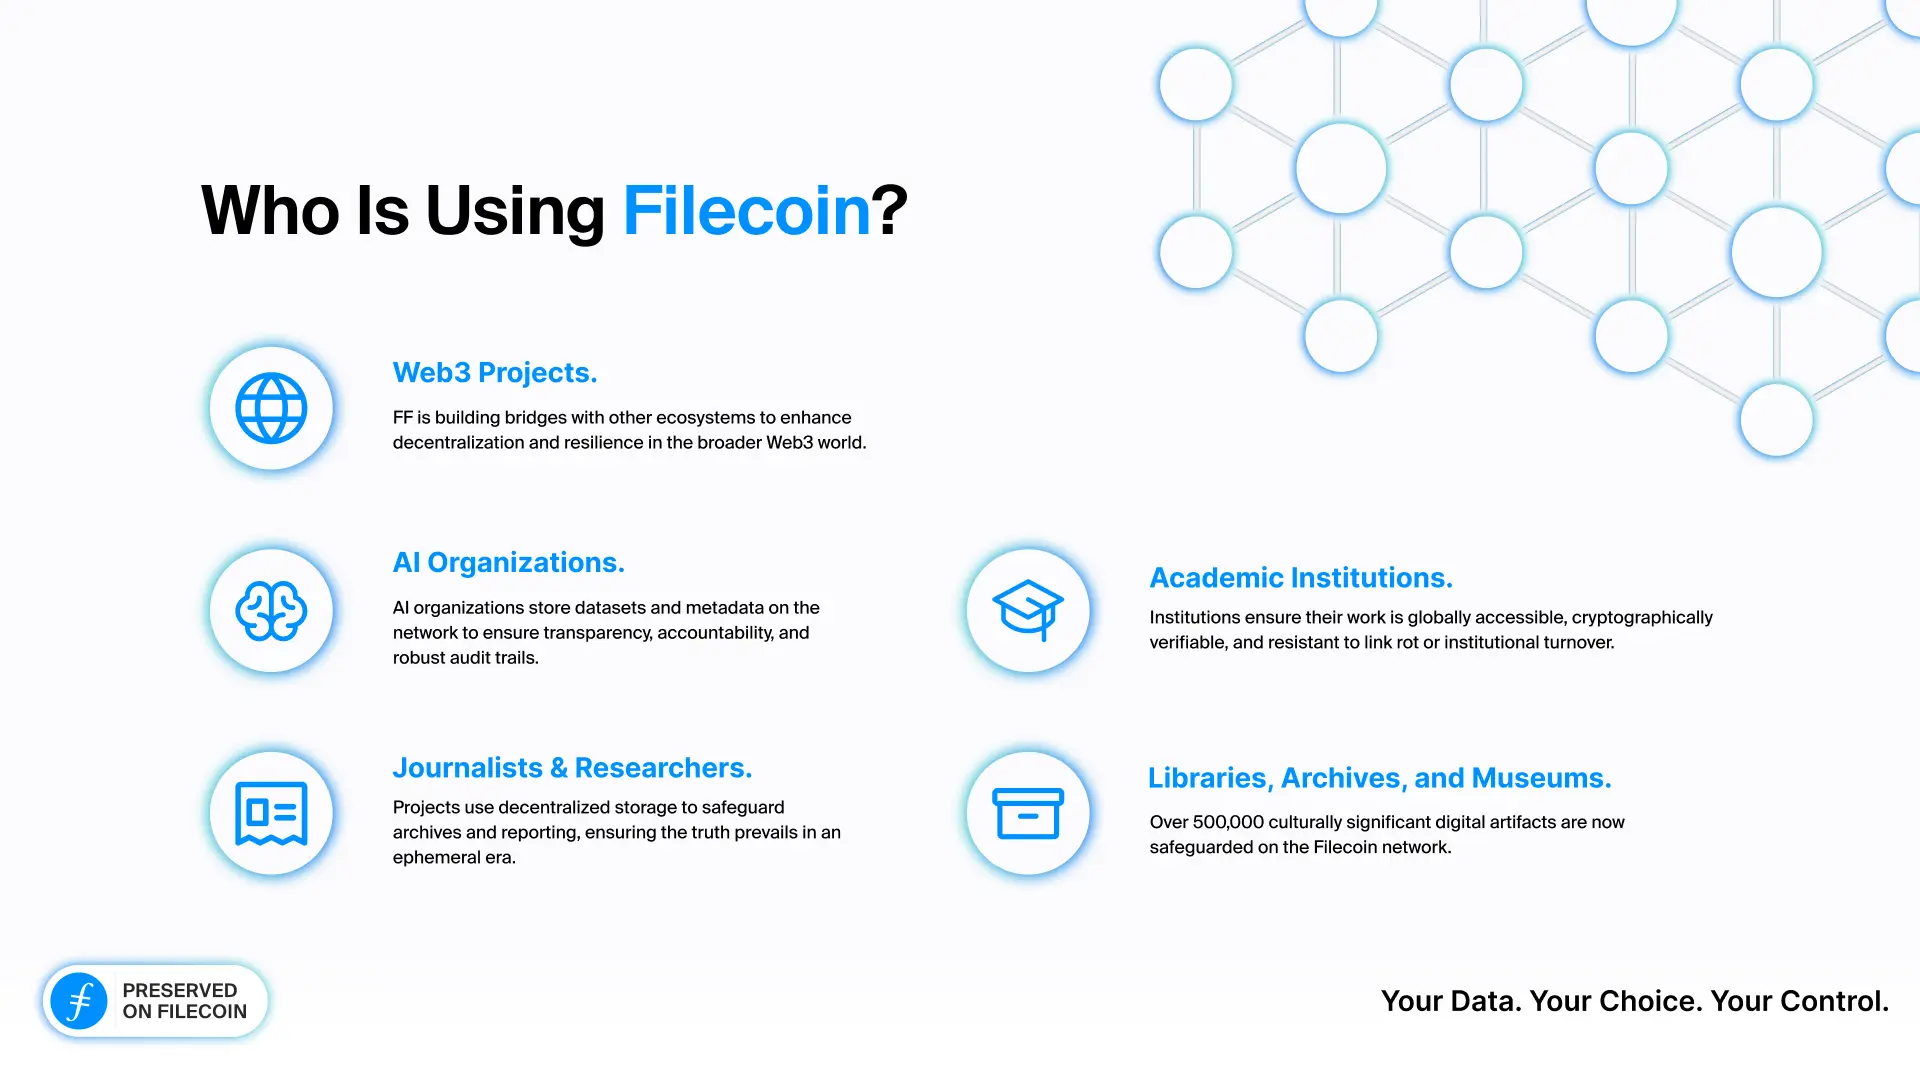 Who Is Using Filecoin?
Web3 Projects.
FF is building bridges with other ecosystems to enhance
decentralization and resilience in the broader Web3 world.
AI Organizations.
AI organizations store datasets and metadata on the
network to ensure transparency, accountability, and
robust audit trails.
Journalists & Researchers.
Projects use decentralized storage to safeguard
archives and reporting, ensuring the truth prevails in an
ephemeral era.
Academic Institutions.
Institutions ensure their work is globally accessible, cryptographically
verifiable, and resistant to link rot or institutional turnover.
Libraries, Archives, and Museums.
Over 500,000 culturally significant digital artifacts are now
safeguarded on the Filecoin network.
PRESERVED
ON FILECOIN
Your Data. Your Choice. Your Control.